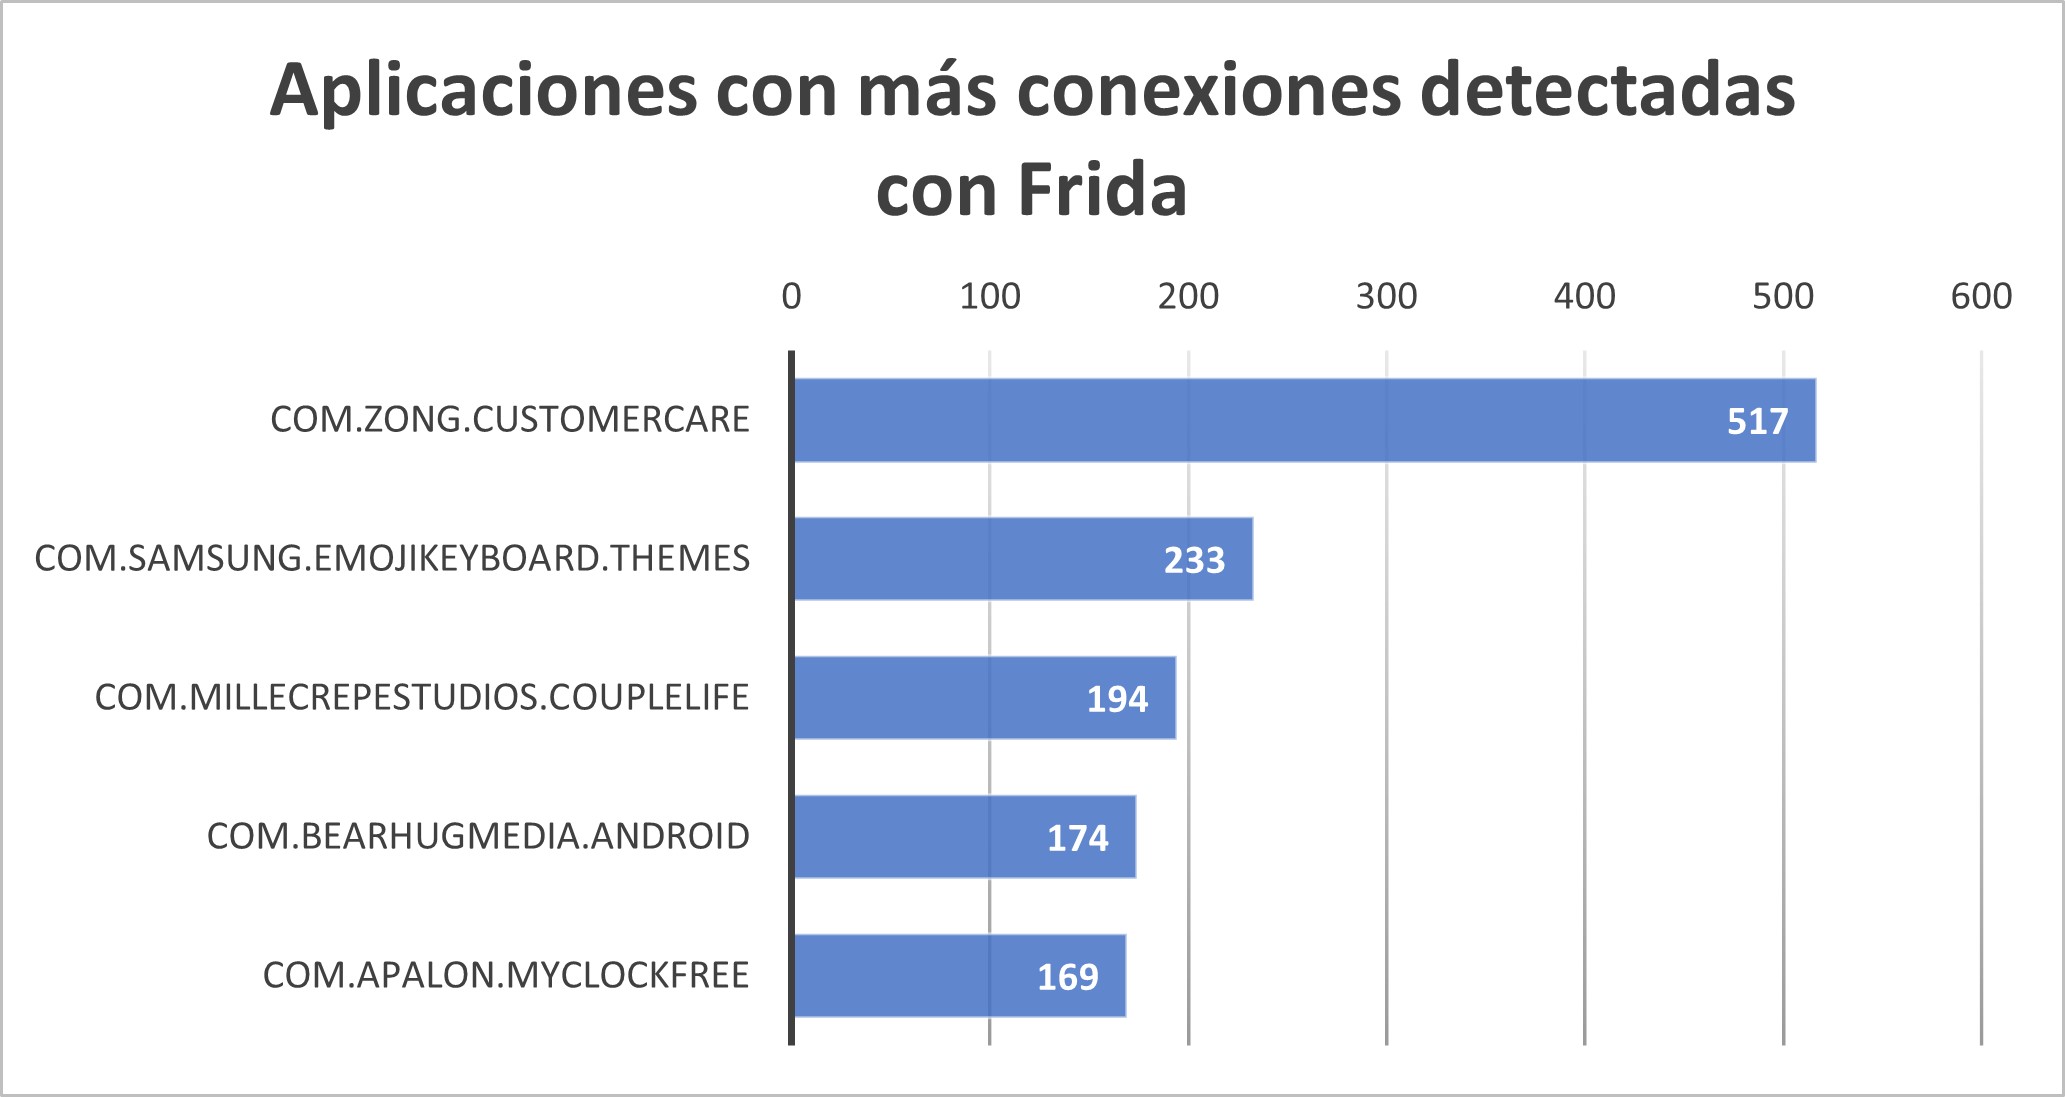 Aplicaciones con más conexiones detectadas
con Frida
0 100 200 300 400 500 600
COM.ZONG.CUSTOMERCARE 517
COM.SAMSUNG.EMOJIKEYBOARD.THEMES 233
COM.MILLECREPESTUDIOS.COUPLELIFE 194
COM.BEARHUGMEDIA.ANDROID 174
COM.APALON.MYCLOCKFREE 169